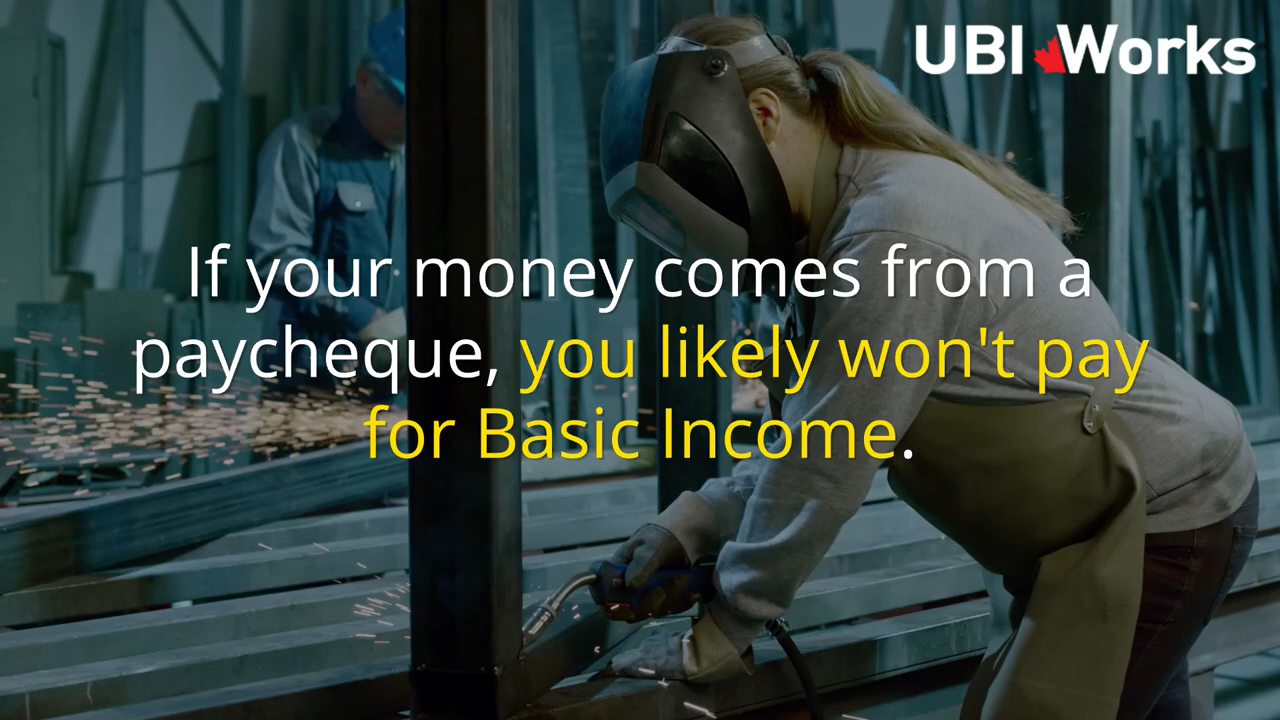 UBI Works
If your money comes from a
paycheque, you likely won't pay
for Basic Income.